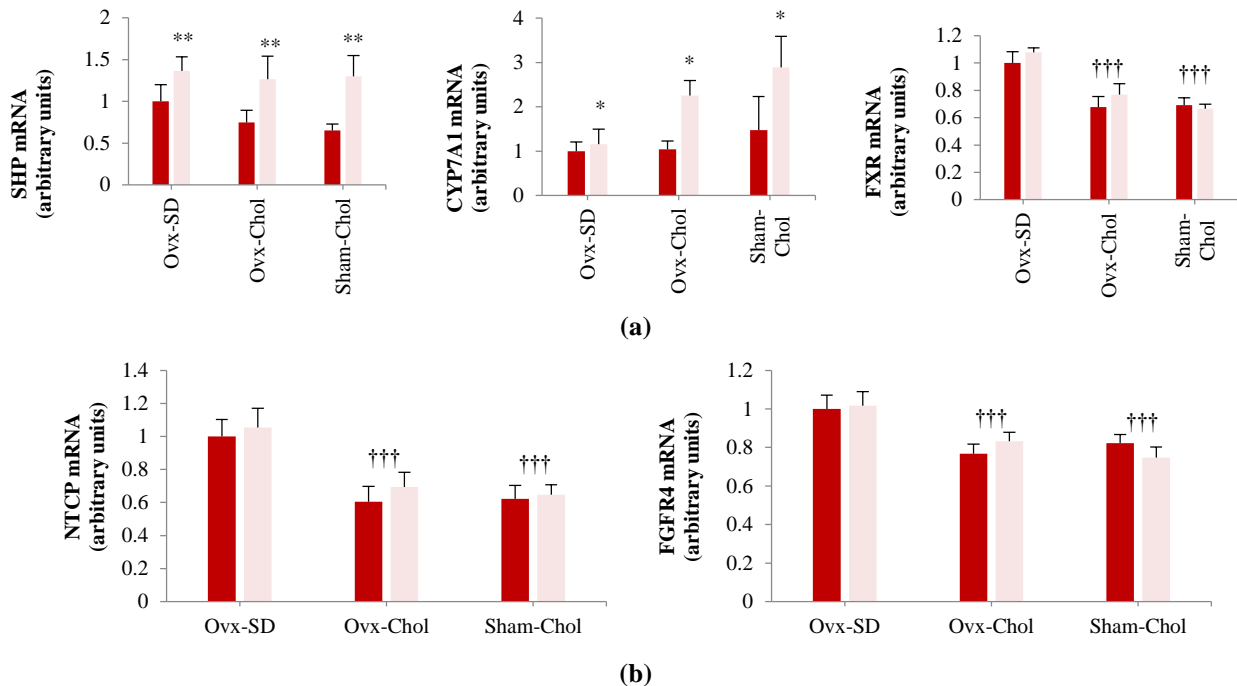 SHP mRNA
(arbitrary units)
2
1.5
1
0.5
0
**
**
**
Ovx-SD
Ovx-Chol
Sham-Chol
CYP7A1 mRNA
(arbitrary units)
4
3
2
1
0
*
*
*
Ovx-SD
Ovx-Chol
Sham-
Chol
FXR mRNA
(arbitrary units)
1.2
1
0.8
0.6
0.4
0.2
0
†††
†††
Ovx-SD
Ovx-Chol
Sham-
Chol
(a)
NTCP mRNA
(arbitrary units)
1.4
1.2
1
0.8
0.6
0.4
0.2
0
†††
†††
Ovx-SD
Ovx-Chol
Sham-Chol
FGFR4 mRNA
(arbitrary units)
1.2
1
0.8
0.6
0.4
0.2
0
†††
†††
Ovx-SD
Ovx-Chol
Sham-Chol
(b)